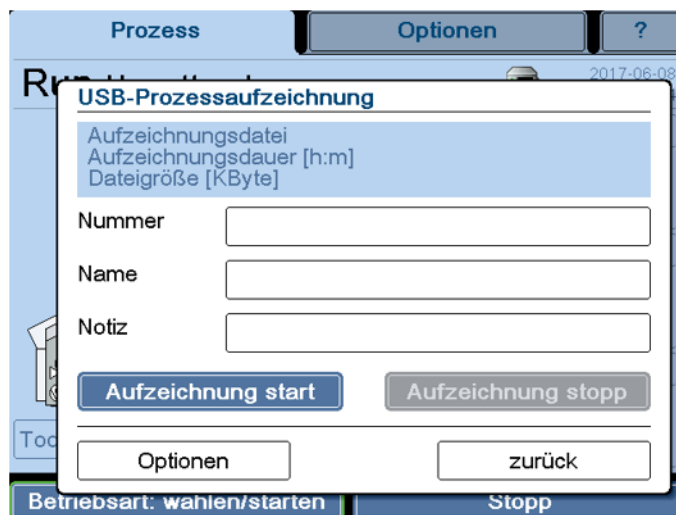 Prozess
Optionen
?
2017-06-08
USB-Prozessaufzeichnung
Aufzeichnungsdatei
Aufzeichnungsdauer [h:m]
Dateigröße [KByte]
Nummer
Name
Notiz
Aufzeichnung start
Aufzeichnung stopp
Optionen
zurück
Betriebsart: wählen/starten
Stopp